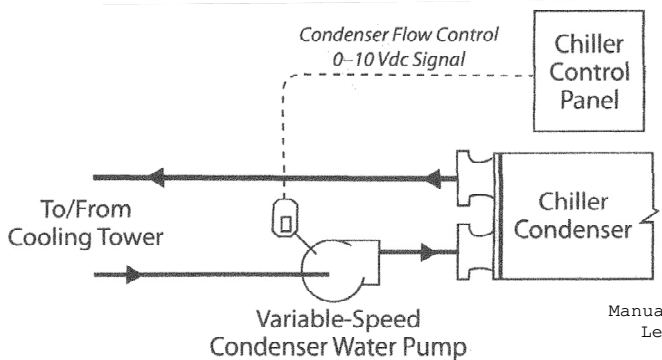 Condenser Flow Control
0–10 Vdc Signal
Chiller
Control
Panel
To/From
Cooling Tower
Chiller
Condenser
Variable-Speed
Condenser Water Pump
Manua
Le